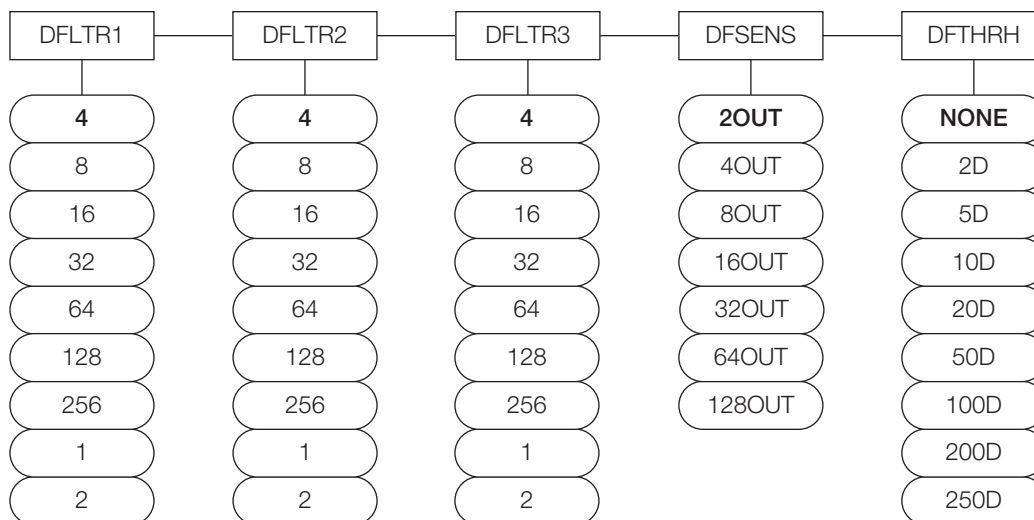 DFLTR1 DFLTR2 DFLTR3 DFSENS DFTHRH
4 4 4 2OUT NONE
8 8 8 4OUT 2D
16 16 16 8OUT 5D
32 32 32 16OUT 10D
64 64 64 32OUT 20D
128 128 128 64OUT 50D
256 256 256 128OUT 100D
1 1 1 200D
2 2 2 250D